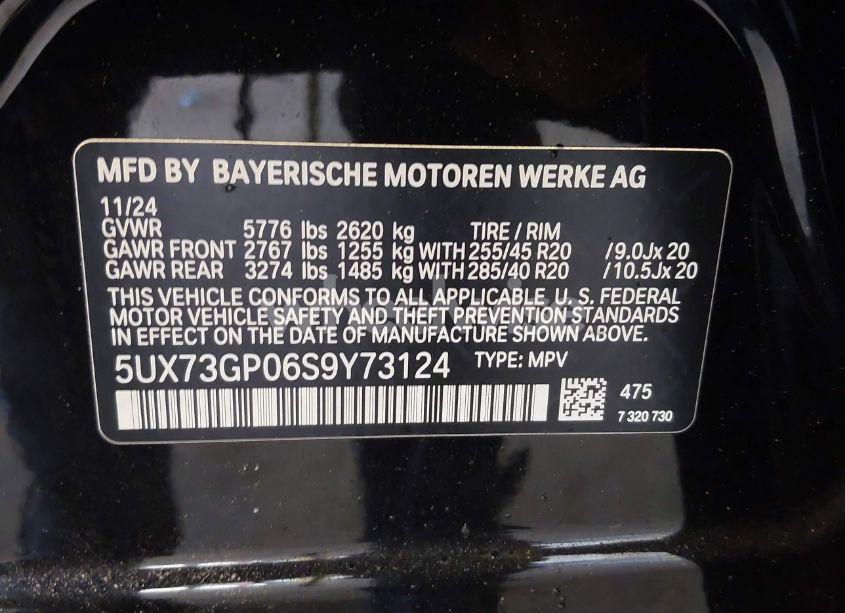 MFD BY BAYERISCHE MOTOREN WERKE AG
11/24
GVWR 5776 lbs 2620 kg TIRE / RIM
GAWR FRONT 2767 lbs 1255 kg WITH 255/45 R20 /9.0Jx 20
GAWR REAR 3274 lbs 1485 kg WITH 285/40 R20 /10.5Jx 20
THIS VEHICLE CONFORMS TO ALL APPLICABLE U. S. FEDERAL
MOTOR VEHICLE SAFETY AND THEFT PREVENTION STANDARDS
IN EFFECT ON THE DATE OF MANUFACTURE SHOWN ABOVE.
5UX73GP06S9Y73124 TYPE: MPV
475
7 320 730